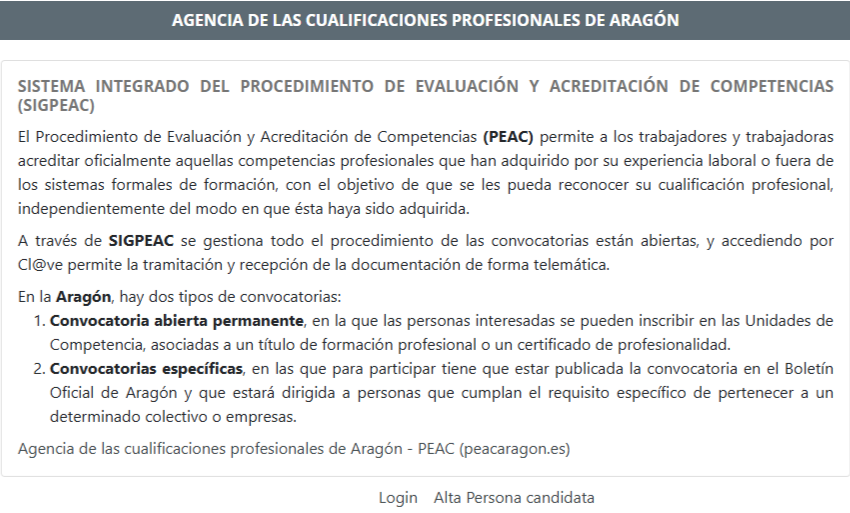 AGENCIA DE LAS CUALIFICACIONES PROFESIONALES DE ARAGÓN
SISTEMA INTEGRADO DEL PROCEDIMIENTO DE EVALUACIÓN Y ACREDITACIÓN DE COMPETENCIAS
(SIGPEAC)
El Procedimiento de Evaluación y Acreditación de Competencias (PEAC) permite a los trabajadores y trabajadoras
acreditar oficialmente aquellas competencias profesionales que han adquirido por su experiencia laboral o fuera de
los sistemas formales de formación, con el objetivo de que se les pueda reconocer su cualificación profesional,
independientemente del modo en que ésta haya sido adquirida.
A través de SIGPEAC se gestiona todo el procedimiento de las convocatorias están abiertas, y accediendo por
Cl@ve permite la tramitación y recepción de la documentación de forma telemática.
En la Aragón, hay dos tipos de convocatorias:
1. Convocatoria abierta permanente, en la que las personas interesadas se pueden inscribir en las Unidades de
Competencia, asociadas a un título de formación profesional o un certificado de profesionalidad.
2. Convocatorias específicas, en las que para participar tiene que estar publicada la convocatoria en el Boletín
Oficial de Aragón y que estará dirigida a personas que cumplan el requisito específico de pertenecer a un
determinado colectivo o empresas.
Agencia de las cualificaciones profesionales de Aragón - PEAC (peacaragon.es)
Login Alta Persona candidata